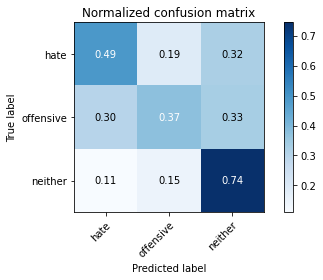 Normalized confusion matrix
True label
hate 0.49 0.19 0.32
offensive 0.30 0.37 0.33
neither 0.11 0.15 0.74
hate offensive neither
Predicted label
0.7
0.6
0.5
0.4
0.3
0.2